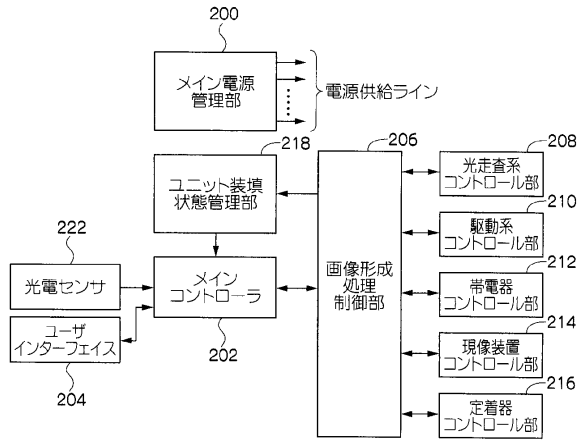 200
メイン電源
管理部
電源供給ライン
218
ユニット装填
状態管理部
206
画像形成
処理
制御部
208
光走査系
コントロール部
210
駆動系
コントロール部
222
光電センサ
メイン
コントローラ
202
212
帯電器
コントロール部
ユーザ
インターフェイス
204
214
現像装置
コントロール部
216
定着器
コントロール部